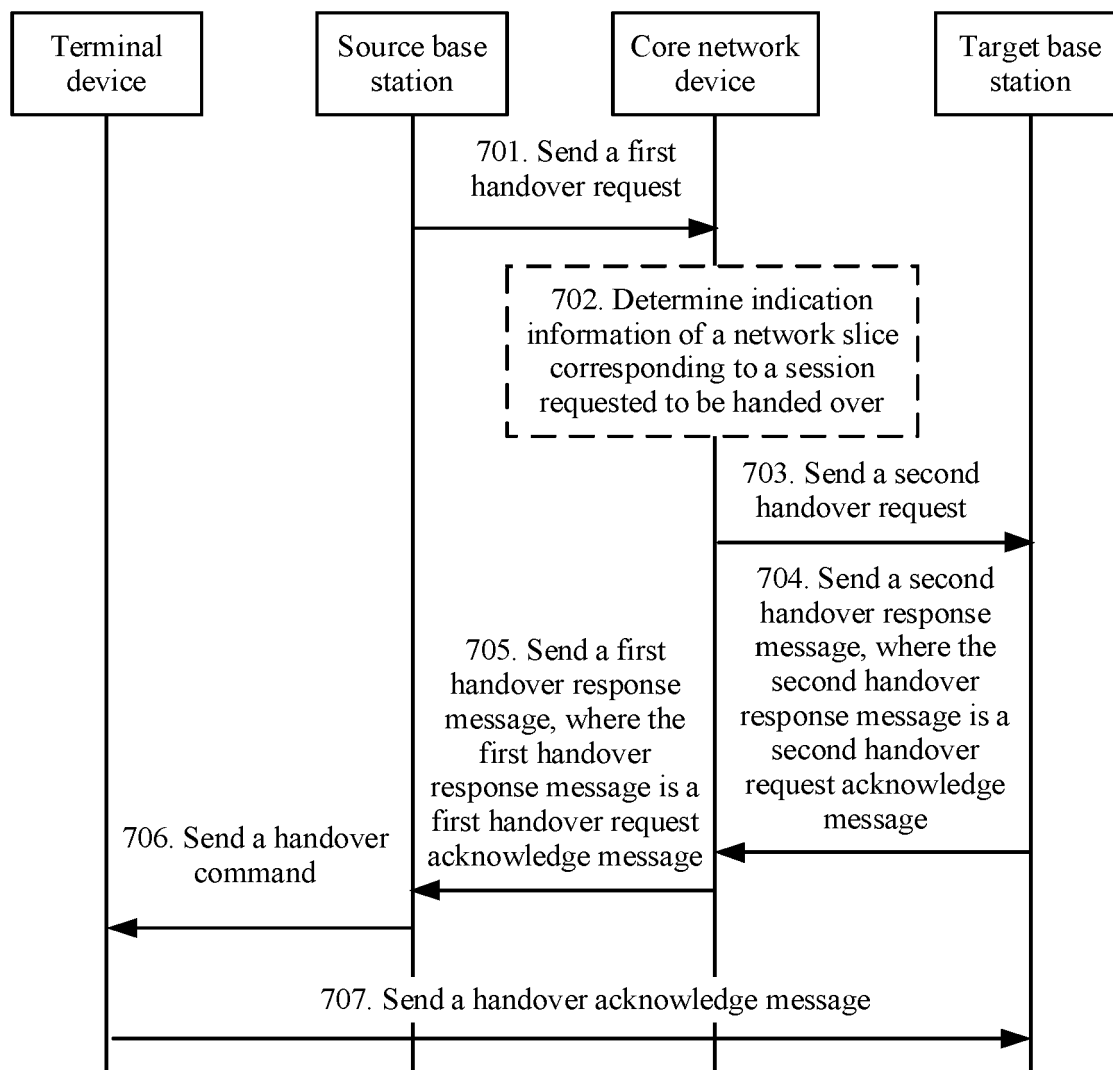 Terminal
device
Source base
station
Core network
device
Target base
station
701. Send a first
handover request
702. Determine indication
information of a network slice
corresponding to a session
requested to be handed over
703. Send a second
handover request
704. Send a second
handover response
message, where the
second handover
response message is a
second handover
request acknowledge
message
705. Send a first
handover response
message, where the
first handover
response message is a
first handover request
acknowledge message
706. Send a handover
command
707. Send a handover acknowledge message